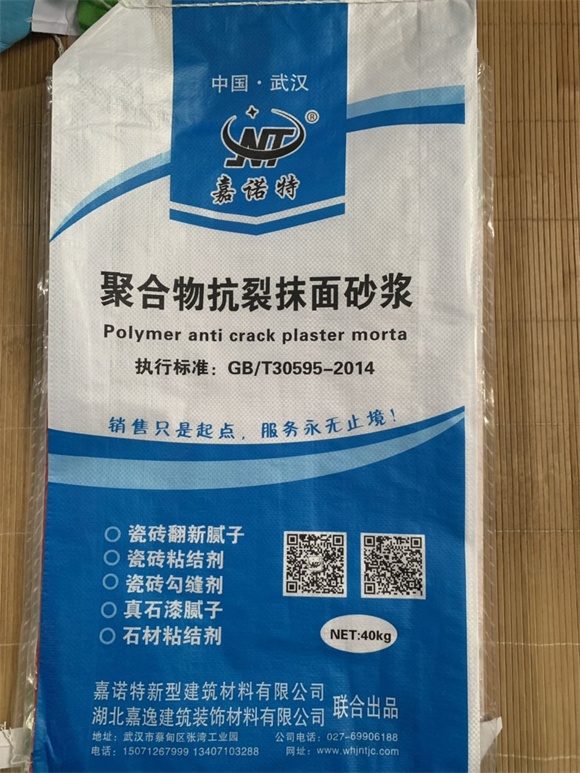 中国·武汉
JNT®
嘉诺特
聚合物抗裂抹面砂浆
Polymer anti crack plaster morta
执行标准：GB/T30595-2014
销售只是起点，服务永无止境！
○ 瓷砖翻新腻子
○ 瓷砖粘结剂
○ 瓷砖勾缝剂
○ 真石漆腻子
○ 石材粘结剂
NET:40kg
嘉诺特新型建筑材料有限公司
湖北嘉逸建筑装饰材料有限公司
联合出品
地址：武汉市蔡甸区张湾工业园 公司电话：027-69906188
电话：15071267999 13407103288 网址：www·whjntjc.com